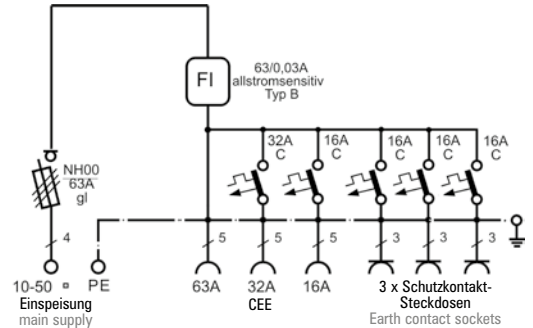 63/0,03A
FI
allstromsensitiv
Typ B
32A
C
16A
C
16A
C
16A
C
16A
C
NH00
63A
gl
4
5
5
5
3
3
3
10-50
PE
63A
32A
16A
Einspeisung
main supply
CEE
3 x Schutzkontakt-
Steckdosen
Earth contact sockets